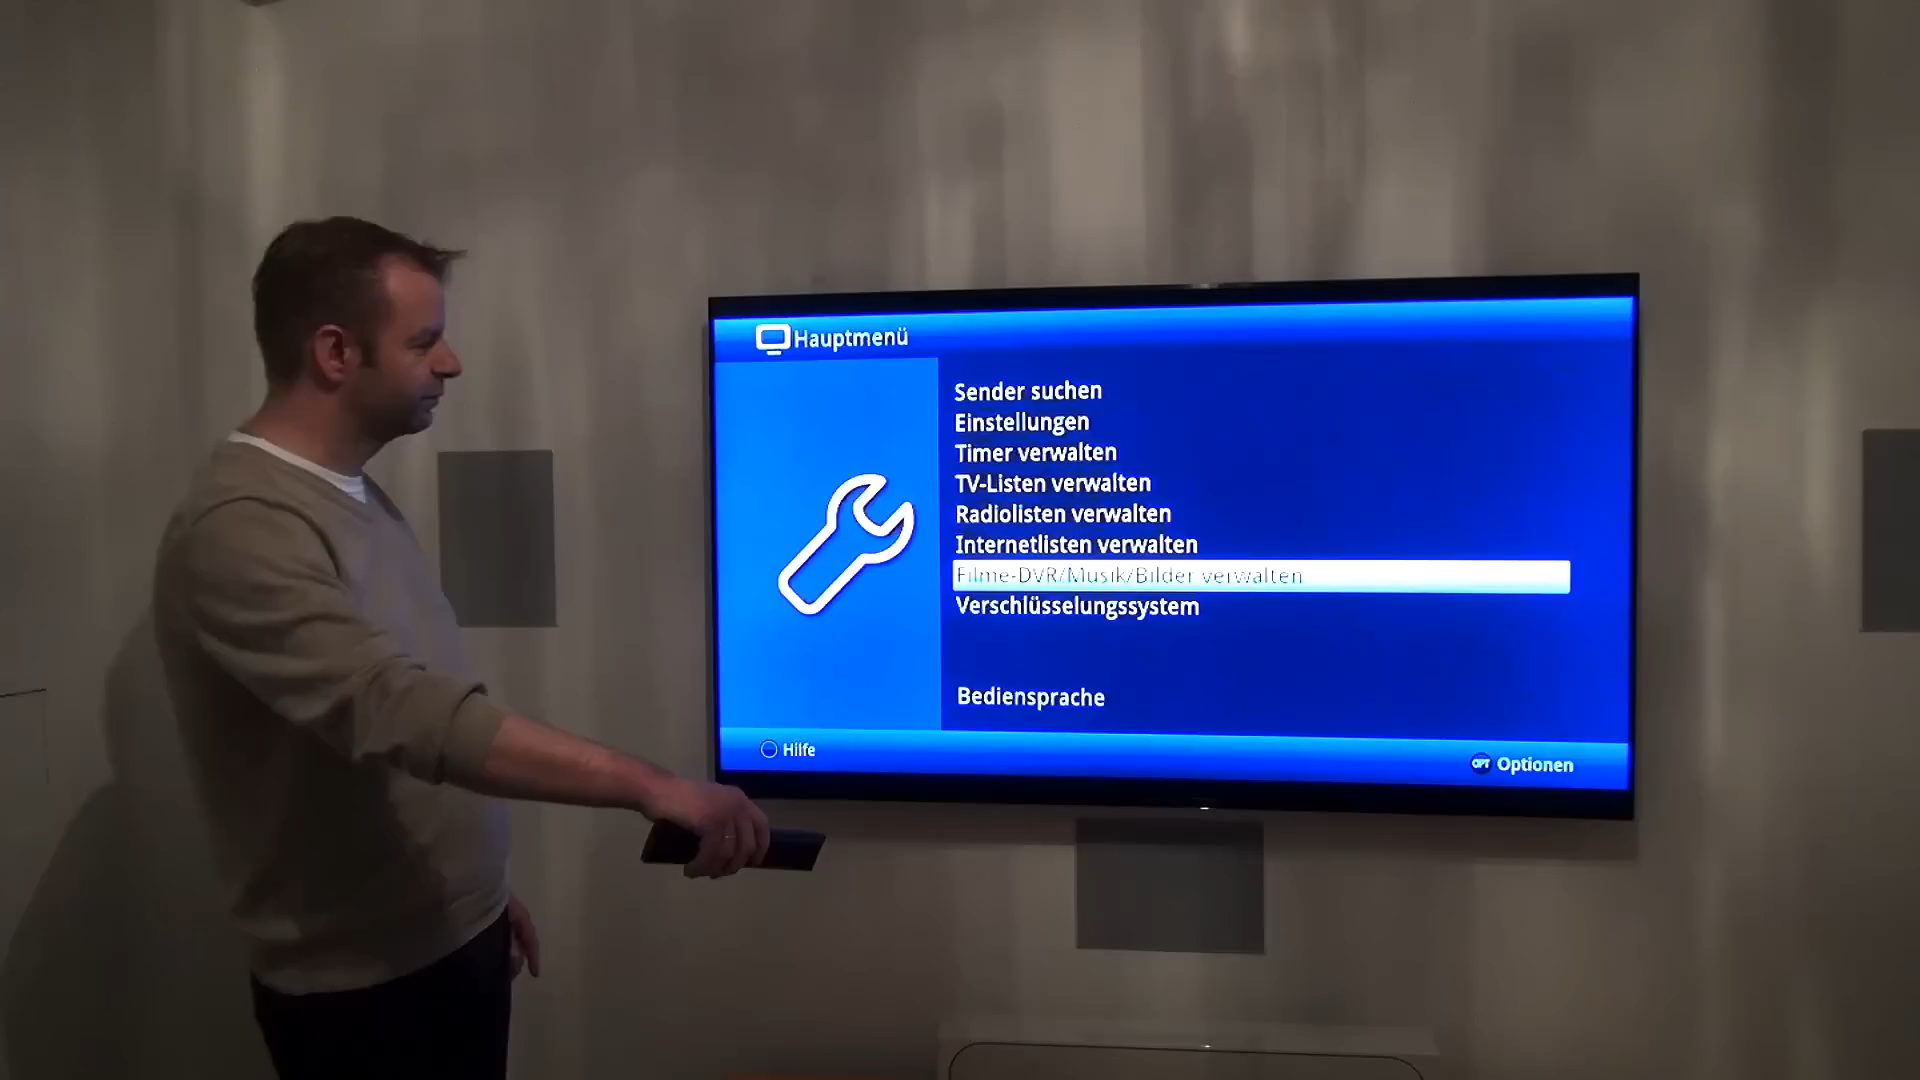 Hauptmenü
Sender suchen
Einstellungen
Timer verwalten
TV-Listen verwalten
Radiolisten verwalten
Internetlisten verwalten
Filme-DVR/Musik/Bilder verwalten
Verschlüsselungssystem
Bediensprache
Hilfe
OPT Optionen